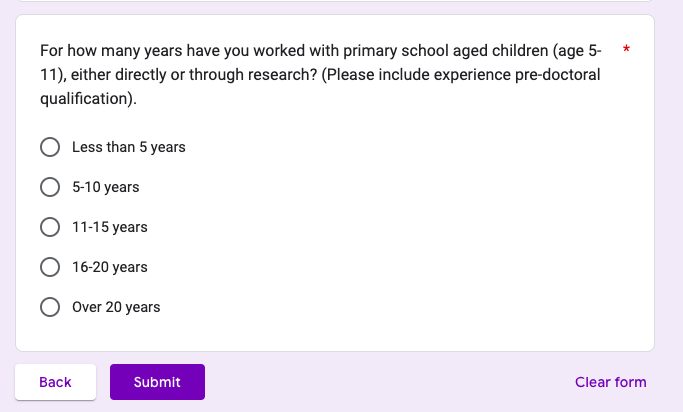 For how many years have you worked with primary school aged children (age 5- *
11), either directly or through research? (Please include experience pre-doctoral
qualification).
Less than 5 years
5-10 years
11-15 years
16-20 years
Over 20 years
Back Submit Clear form